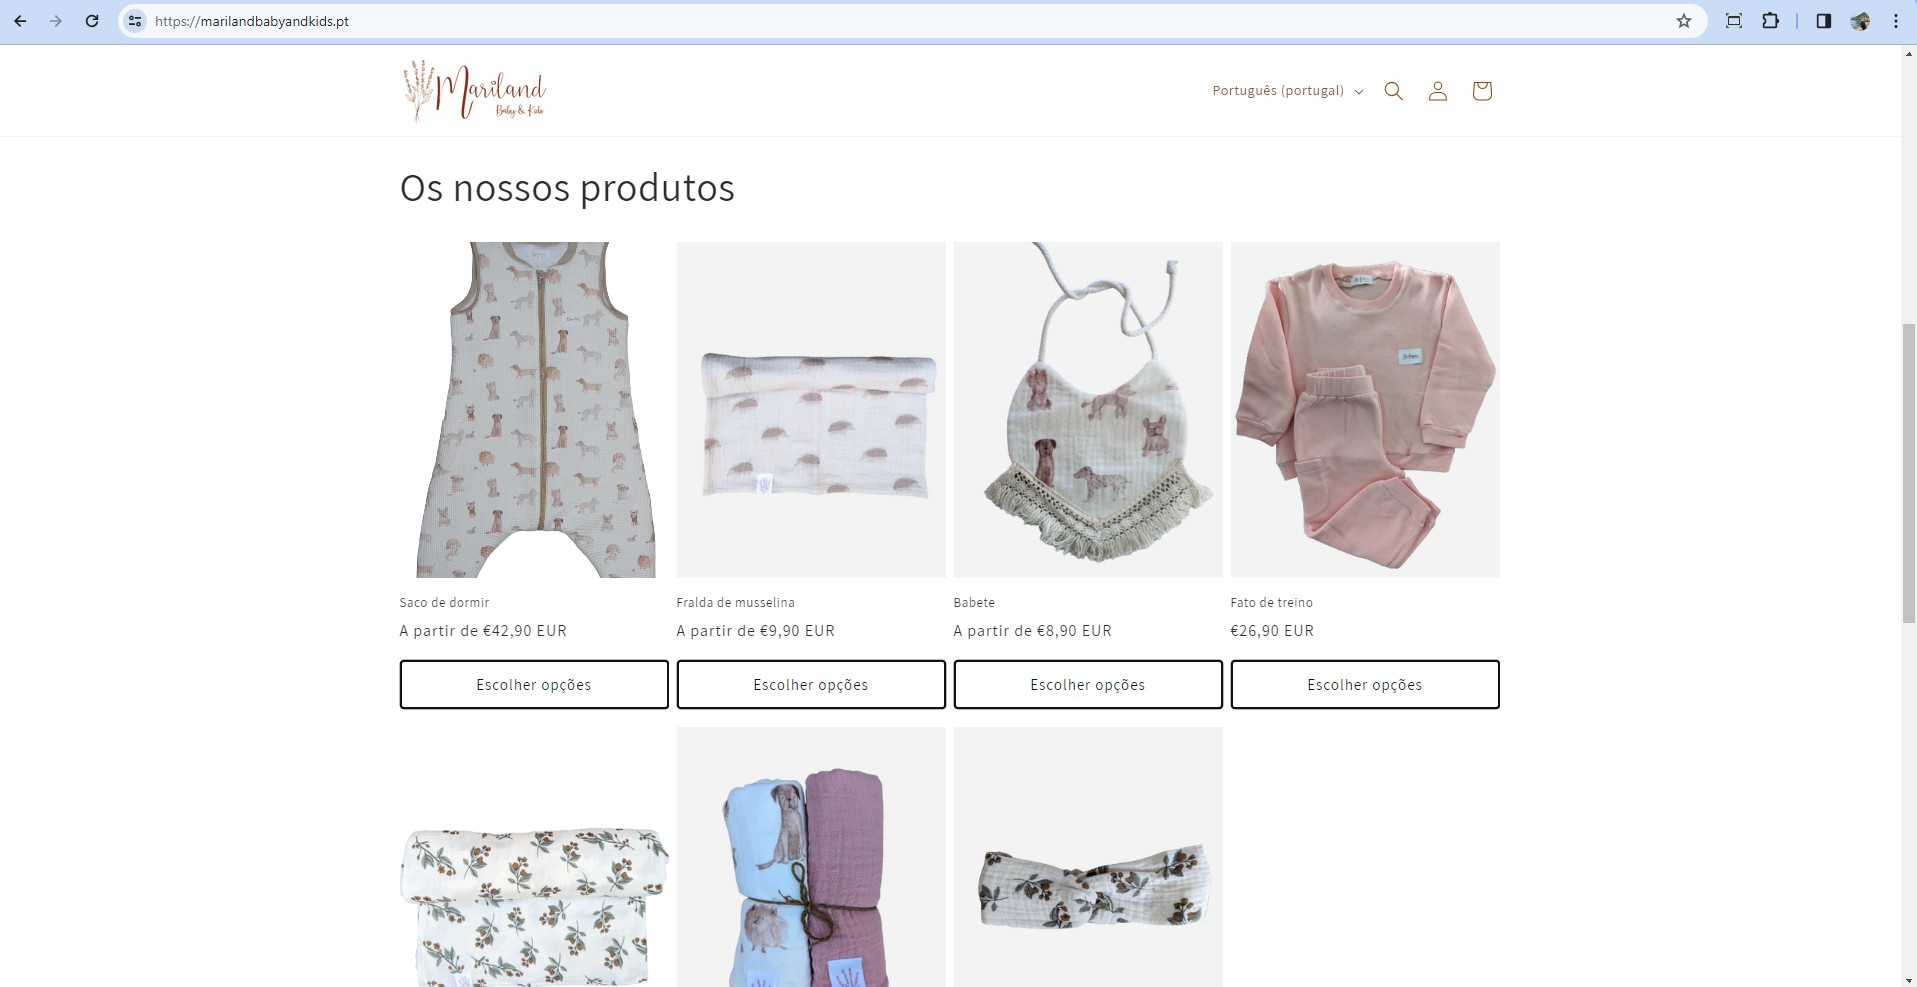 https://marilandbabyandkids.pt
Mariland
Baby & Kids
Português (portugal)
Os nossos produtos
Saco de dormir
A partir de €42,90 EUR
Escolher opções
Fralda de musselina
A partir de €9,90 EUR
Escolher opções
Babete
A partir de €8,90 EUR
Escolher opções
Fato de treino
€26,90 EUR
Escolher opções